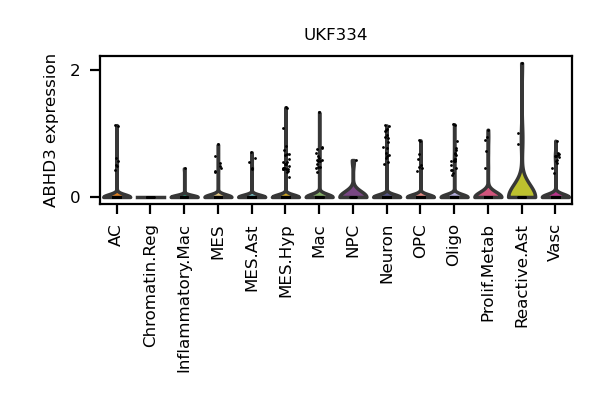 UKF334
ABHD3 expression
2
0
AC
Chromatin.Reg
Inflammatory.Mac
MES
MES.Ast
MES.Hyp
Mac
NPC
Neuron
OPC
Oligo
Prolif.Metab
Reactive.Ast
Vasc